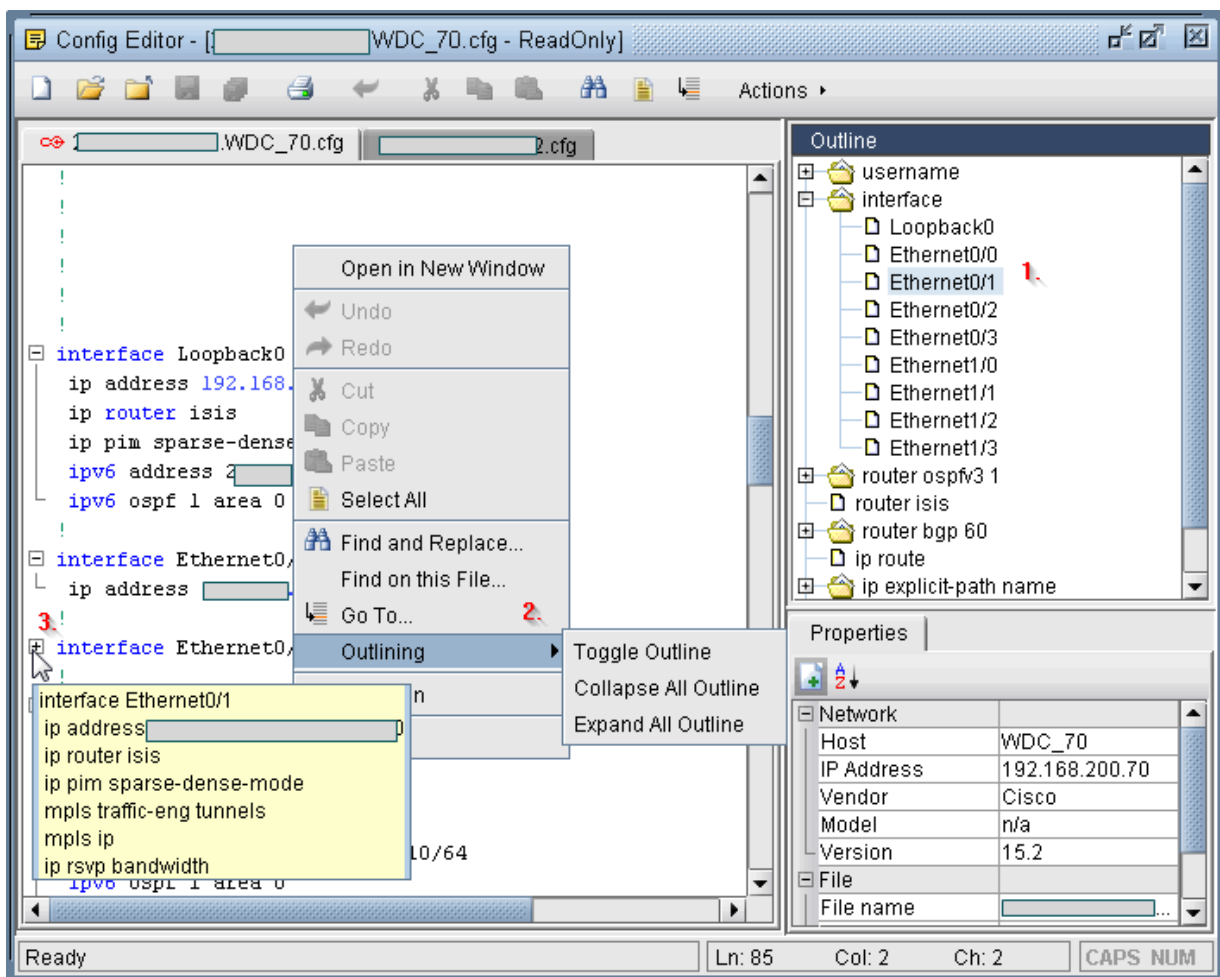 Config Editor - [ WDC_70.cfg - ReadOnly]
Actions
.WDC_70.cfg
2.cfg
!
!
!
!
!
!
interface Loopback0
ip address 192.168.
ip router isis
ip pim sparse-dense
ipv6 address 2
ipv6 ospf 1 area 0
!
interface Ethernet0/
ip address
3.
!
interface Ethernet0/
!
interface Ethernet0/1
ip address 0
ip router isis
ip pim sparse-dense-mode
mpls traffic-eng tunnels
mpls ip
ip rsvp bandwidth
10/64
ipv6 ospf 1 area 0
Open in New Window
Undo
Redo
Cut
Copy
Paste
Select All
Find and Replace...
Find on this File...
Go To...
2.
Outlining
n
Toggle Outline
Collapse All Outline
Expand All Outline
Outline
username
interface
Loopback0
Ethernet0/0
Ethernet0/1
1.
Ethernet0/2
Ethernet0/3
Ethernet1/0
Ethernet1/1
Ethernet1/2
Ethernet1/3
router ospfv3 1
router isis
router bgp 60
ip route
ip explicit-path name
Properties
A
Z
Network
Host WDC_70
IP Address 192.168.200.70
Vendor Cisco
Model n/a
Version 15.2
File
File name ...
Ready
Ln: 85 Col: 2 Ch: 2 CAPS NUM